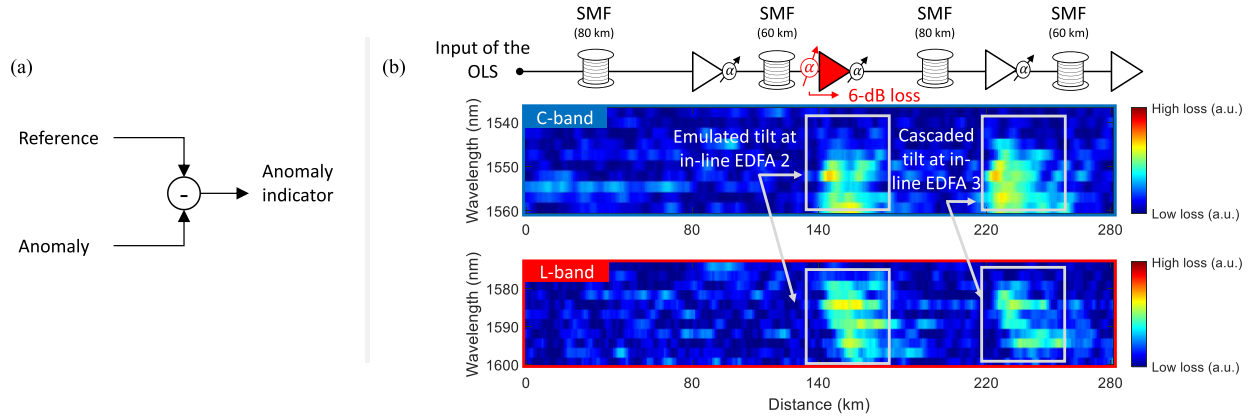 (a)
Reference
-
Anomaly
indicator
Anomaly
(b)
SMF
(80 km)
SMF
(60 km)
SMF
(80 km)
SMF
(60 km)
Input of the
OLS
α
α
α
α
6-dB loss
C-band
Wavelength (nm)
1540
1550
1560
Emulated tilt at
in-line EDFA 2
Cascaded
tilt at in-
line EDFA 3
0
80
140
220
280
High loss (a.u.)
Low loss (a.u.)
L-band
Wavelength (nm)
1580
1590
1600
0
80
140
220
280
Distance (km)
High loss (a.u.)
Low loss (a.u.)